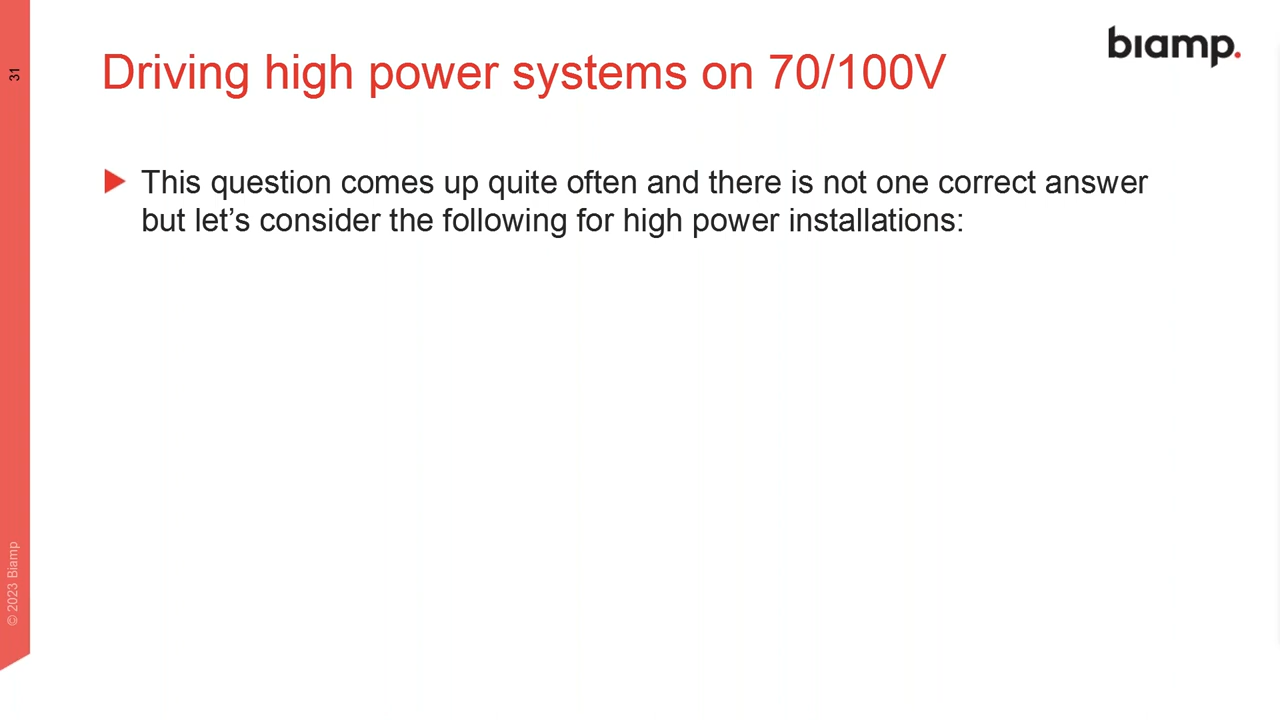 31
Driving high power systems on 70/100V
biamp.
This question comes up quite often and there is not one correct answer
but let’s consider the following for high power installations:
© 2023 Biamp